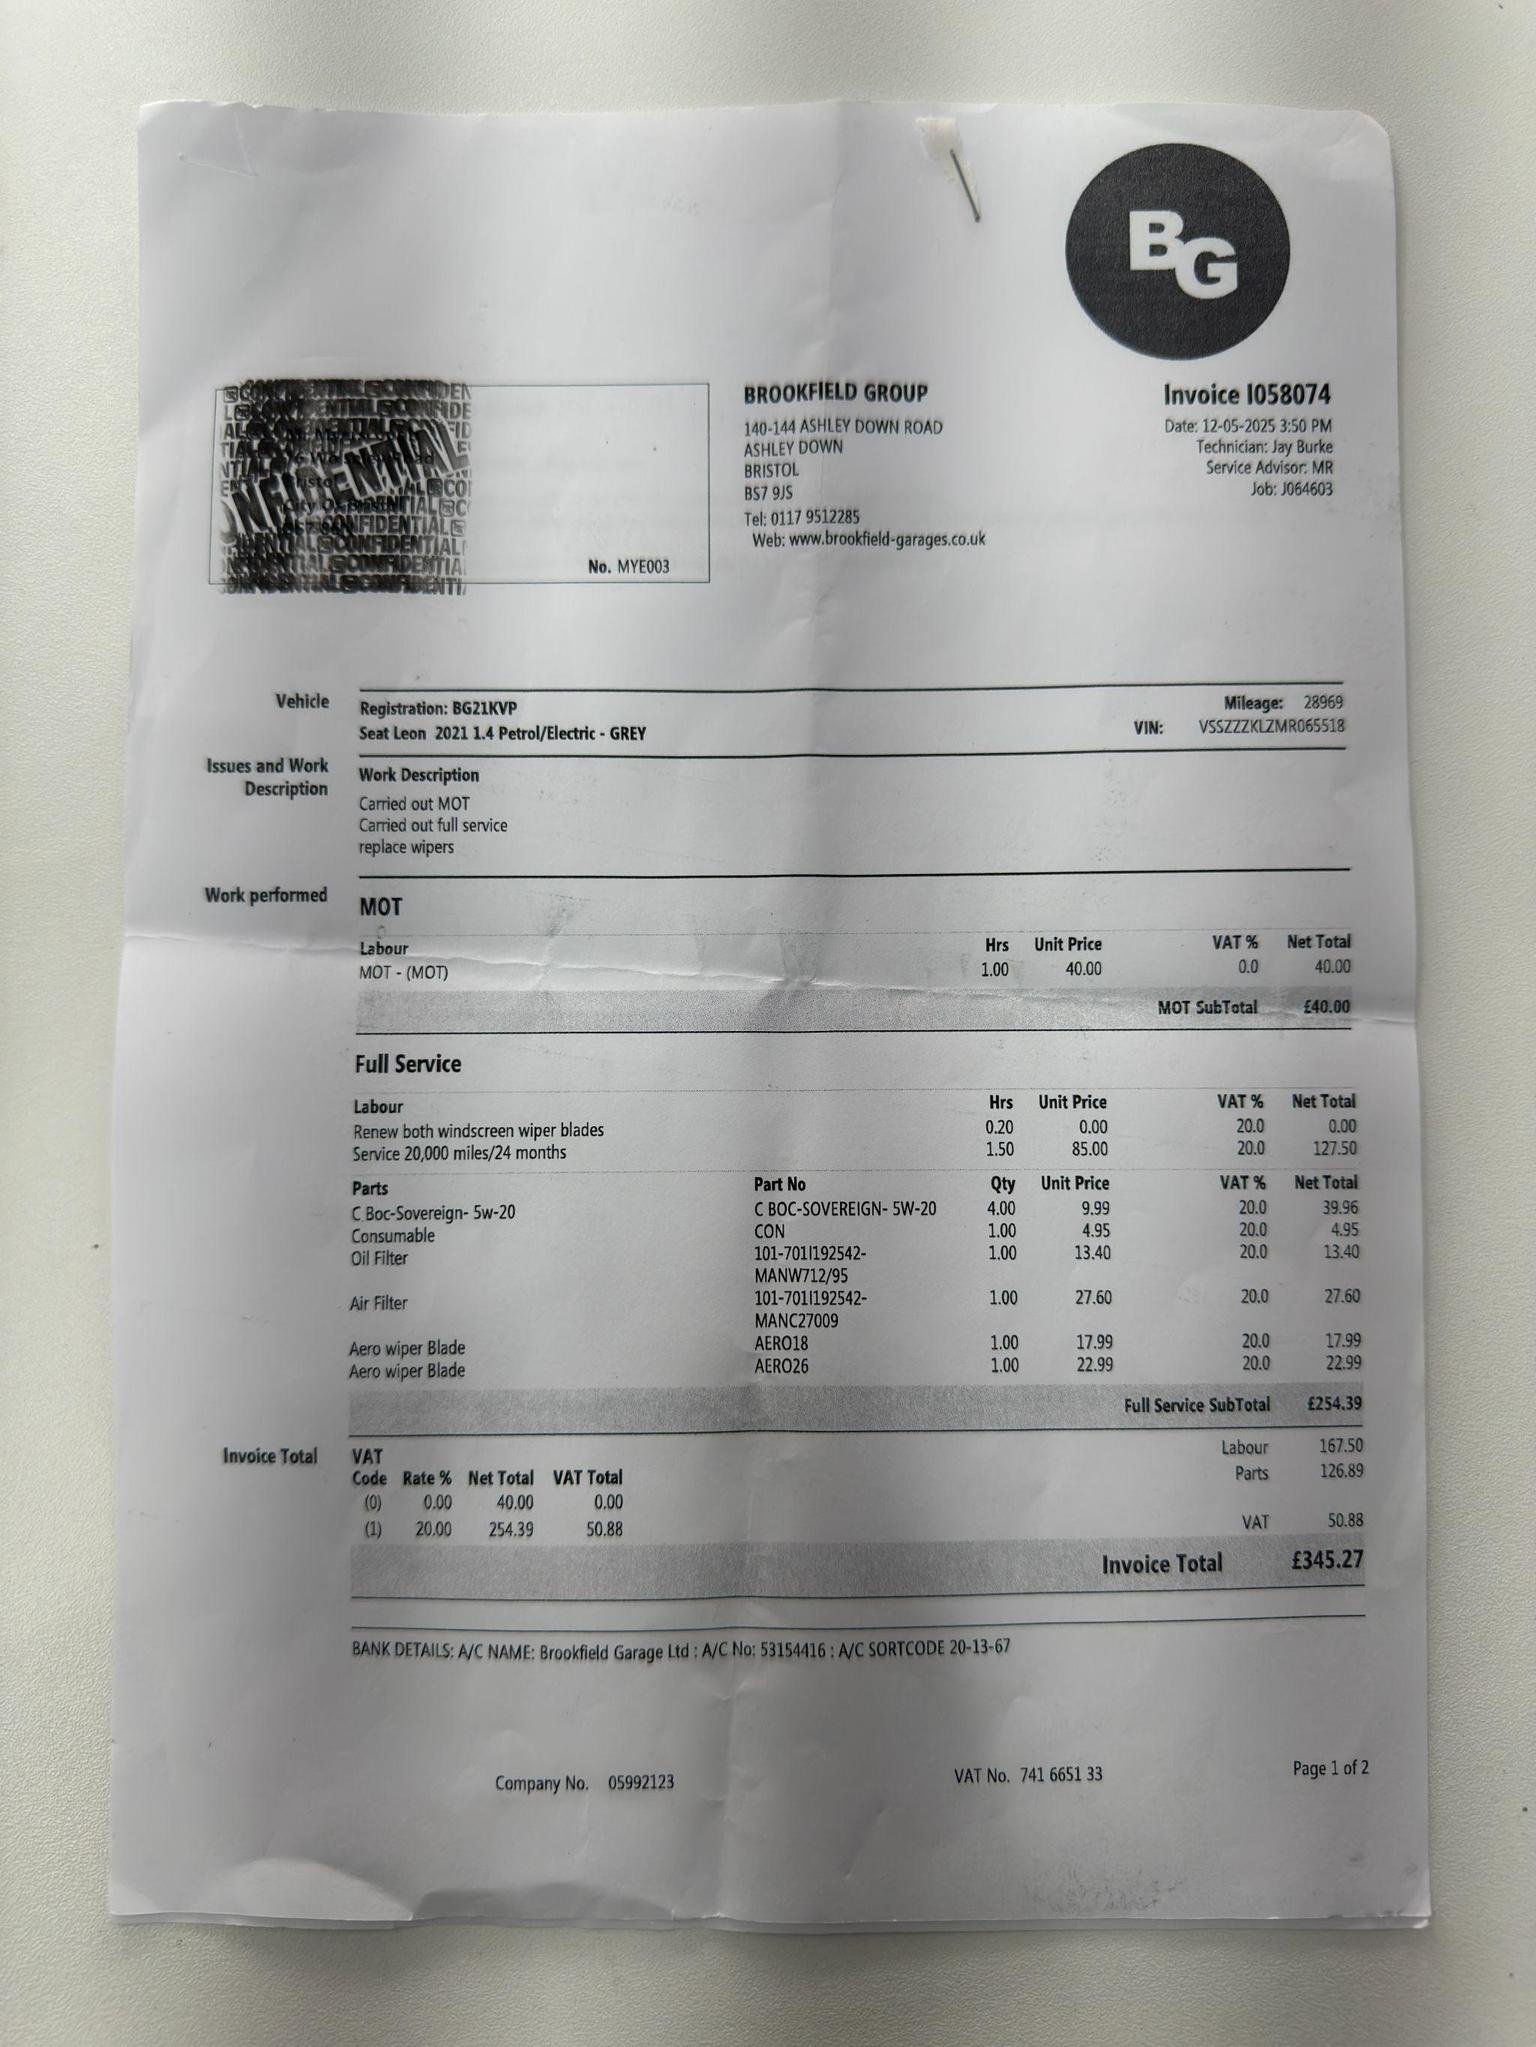 BG
BROOKFIELD GROUP
140-144 ASHLEY DOWN ROAD
ASHLEY DOWN
BRISTOL
BS7 9JS
Tel: 0117 9512285
Web: www.brookfield-garages.co.uk
Invoice I058074
Date: 12-05-2025 3:50 PM
Technician: Jay Burke
Service Advisor: MR
Job: J064603
CONFIDENTIAL
No. MYE003
Vehicle
Registration: BG21KVP
Mileage: 28969
Seat Leon 2021 1.4 Petrol/Electric - GREY
VIN: VSSZZZKLZMR065518
Issues and Work
Description
Work Description
Carried out MOT
Carried out full service
replace wipers
Work performed
MOT
Labour Hrs Unit Price VAT % Net Total
MOT - (MOT) 1.00 40.00 0.0 40.00
MOT SubTotal £40.00
Full Service
Labour Hrs Unit Price VAT % Net Total
Renew both windscreen wiper blades 0.20 0.00 20.0 0.00
Service 20,000 miles/24 months 1.50 85.00 20.0 127.50
Parts Part No Qty Unit Price VAT % Net Total
C Boc-Sovereign- 5w-20 C BOC-SOVEREIGN- 5W-20 4.00 9.99 20.0 39.96
Consumable CON 1.00 4.95 20.0 4.95
Oil Filter 101-701I192542- 1.00 13.40 20.0 13.40
MANW712/95
Air Filter 101-701I192542- 1.00 27.60 20.0 27.60
MANC27009
Aero wiper Blade AERO18 1.00 17.99 20.0 17.99
Aero wiper Blade AERO26 1.00 22.99 20.0 22.99
Full Service SubTotal £254.39
Invoice Total
VAT
Code Rate % Net Total VAT Total
(0) 0.00 40.00 0.00
(1) 20.00 254.39 50.88
Labour 167.50
Parts 126.89
VAT 50.88
Invoice Total £345.27
BANK DETAILS: A/C NAME: Brookfield Garage Ltd : A/C No: 53154416 : A/C SORTCODE 20-13-67
Company No. 05992123
VAT No. 741 6651 33
Page 1 of 2